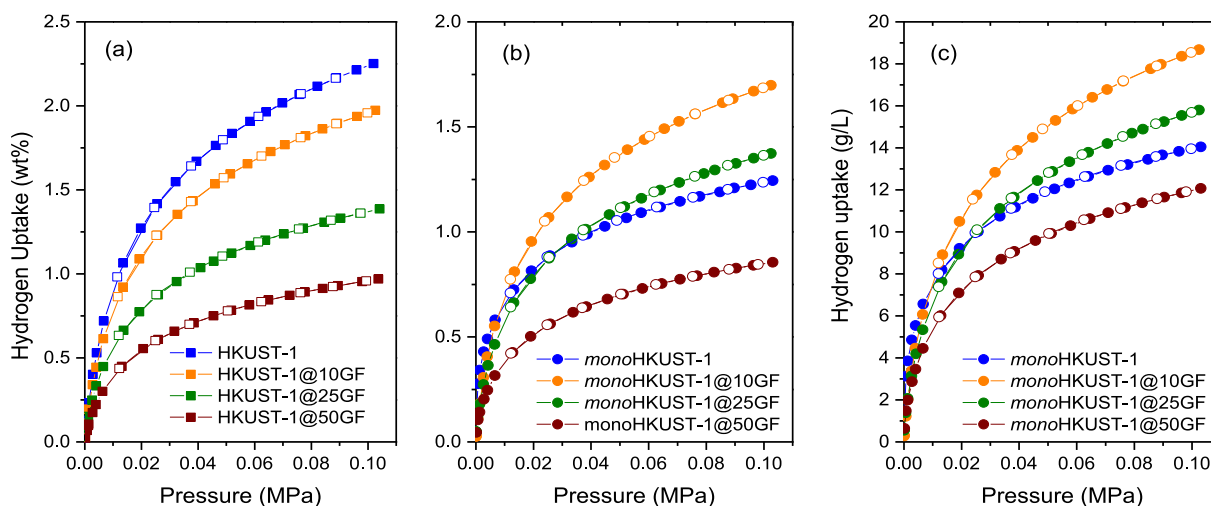 (a)
Hydrogen Uptake (wt%)
2.5
2.0
1.5
1.0
0.5
0.0
HKUST-1
HKUST-1@10GF
HKUST-1@25GF
HKUST-1@50GF
0.00 0.02 0.04 0.06 0.08 0.10
Pressure (MPa)
(b)
2.0
1.5
1.0
0.5
0.0
monoHKUST-1
monoHKUST-1@10GF
monoHKUST-1@25GF
monoHKUST-1@50GF
0.00 0.02 0.04 0.06 0.08 0.10
Pressure (MPa)
(c)
Hydrogen uptake (g/L)
20
18
16
14
12
10
8
6
4
2
0
monoHKUST-1
monoHKUST-1@10GF
monoHKUST-1@25GF
monoHKUST-1@50GF
0.00 0.02 0.04 0.06 0.08 0.10
Pressure (MPa)